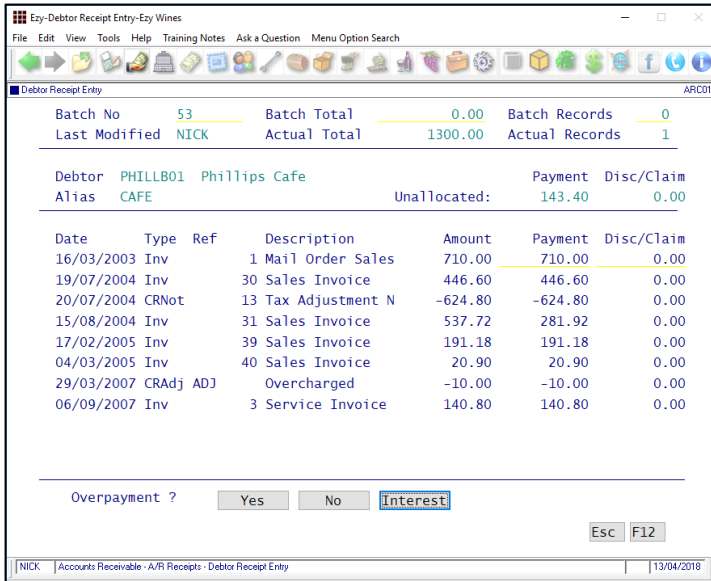 Ezy-Debtor Receipt Entry-Ezy Wines
File Edit View Tools Help Training Notes Ask a Question Menu Option Search
Debtor Receipt Entry ARC01
Batch No 53 Batch Total 0.00 Batch Records 0
Last Modified NICK Actual Total 1300.00 Actual Records 1
Debtor PHILLB01 Phillips Cafe Payment Disc/Claim
Alias CAFE Unallocated: 143.40 0.00
Date Type Ref Description Amount Payment Disc/Claim
16/03/2003 Inv 1 Mail Order Sales 710.00 710.00 0.00
19/07/2004 Inv 30 Sales Invoice 446.60 446.60 0.00
20/07/2004 CRNot 13 Tax Adjustment N -624.80 -624.80 0.00
15/08/2004 Inv 31 Sales Invoice 537.72 281.92 0.00
17/02/2005 Inv 39 Sales Invoice 191.18 191.18 0.00
04/03/2005 Inv 40 Sales Invoice 20.90 20.90 0.00
29/03/2007 CRAdj ADJ Overcharged -10.00 -10.00 0.00
06/09/2007 Inv 3 Service Invoice 140.80 140.80 0.00
Overpayment ? Yes No Interest
Esc F12
NICK Accounts Receivable - A/R Receipts - Debtor Receipt Entry 13/04/2018